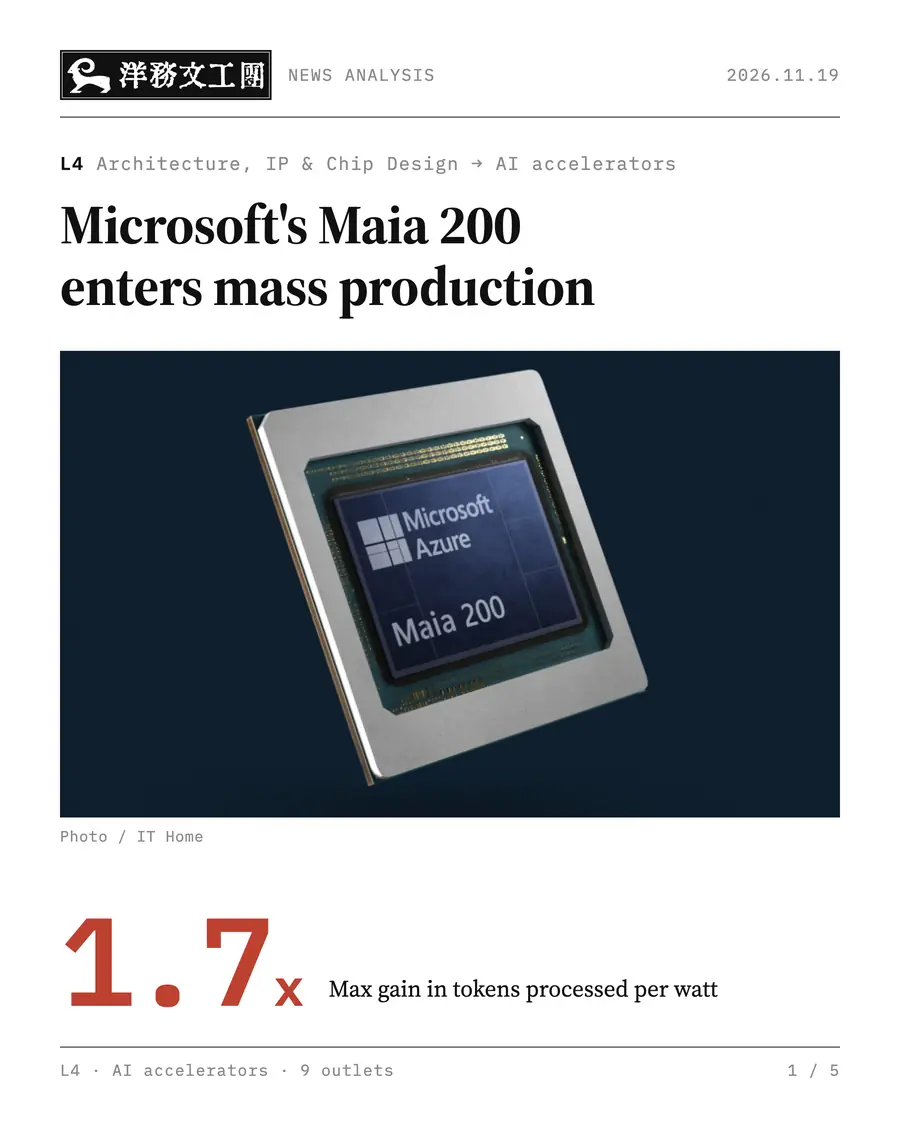 洋務文工團
NEWS ANALYSIS
2026.11.19
L4 Architecture, IP & Chip Design → AI accelerators
Microsoft's Maia 200
enters mass production
Microsoft
Azure
Maia 200
Photo / IT Home
1.7x
Max gain in tokens processed per watt
L4 · AI accelerators · 9 outlets
1 / 5